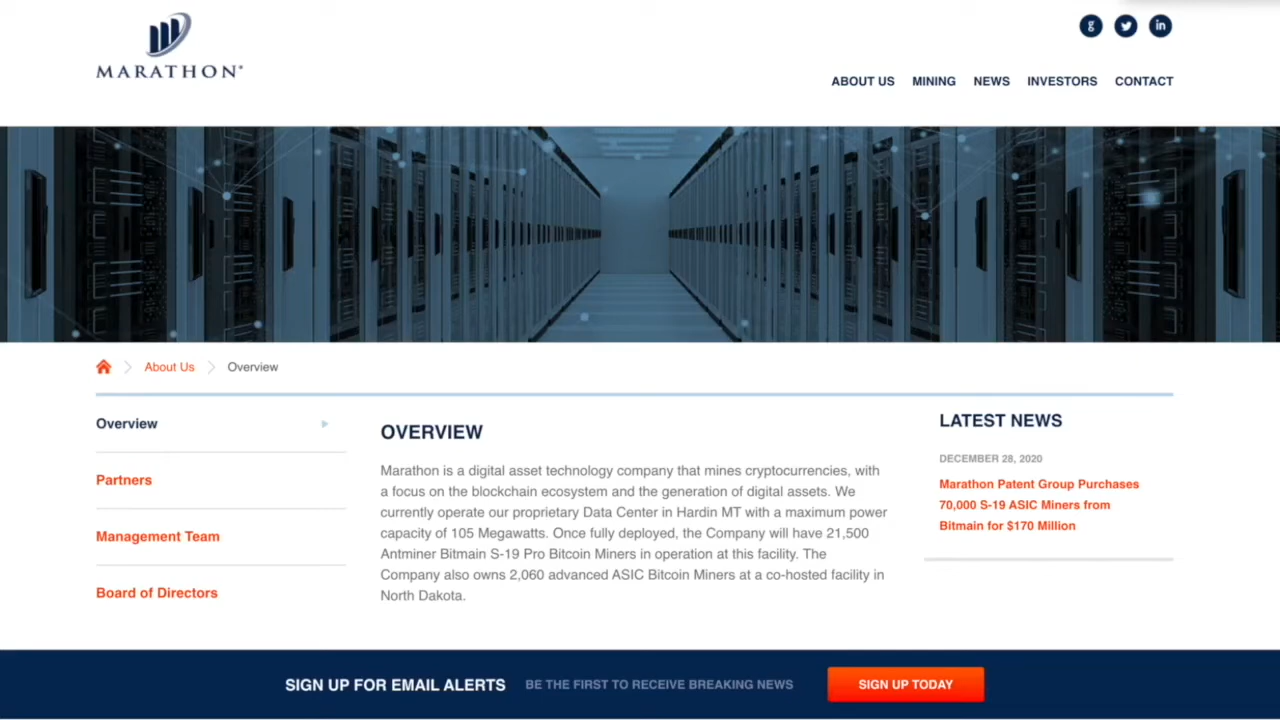 MARATHON
ABOUT US MINING NEWS INVESTORS CONTACT
About Us Overview
Overview
Partners
Management Team
Board of Directors
OVERVIEW
Marathon is a digital asset technology company that mines cryptocurrencies, with
a focus on the blockchain ecosystem and the generation of digital assets. We
currently operate our proprietary Data Center in Hardin MT with a maximum power
capacity of 105 Megawatts. Once fully deployed, the Company will have 21,500
Antminer Bitmain S-19 Pro Bitcoin Miners in operation at this facility. The
Company also owns 2,060 advanced ASIC Bitcoin Miners at a co-hosted facility in
North Dakota.
LATEST NEWS
DECEMBER 28, 2020
Marathon Patent Group Purchases
70,000 S-19 ASIC Miners from
Bitmain for $170 Million
SIGN UP FOR EMAIL ALERTS BE THE FIRST TO RECEIVE BREAKING NEWS SIGN UP TODAY